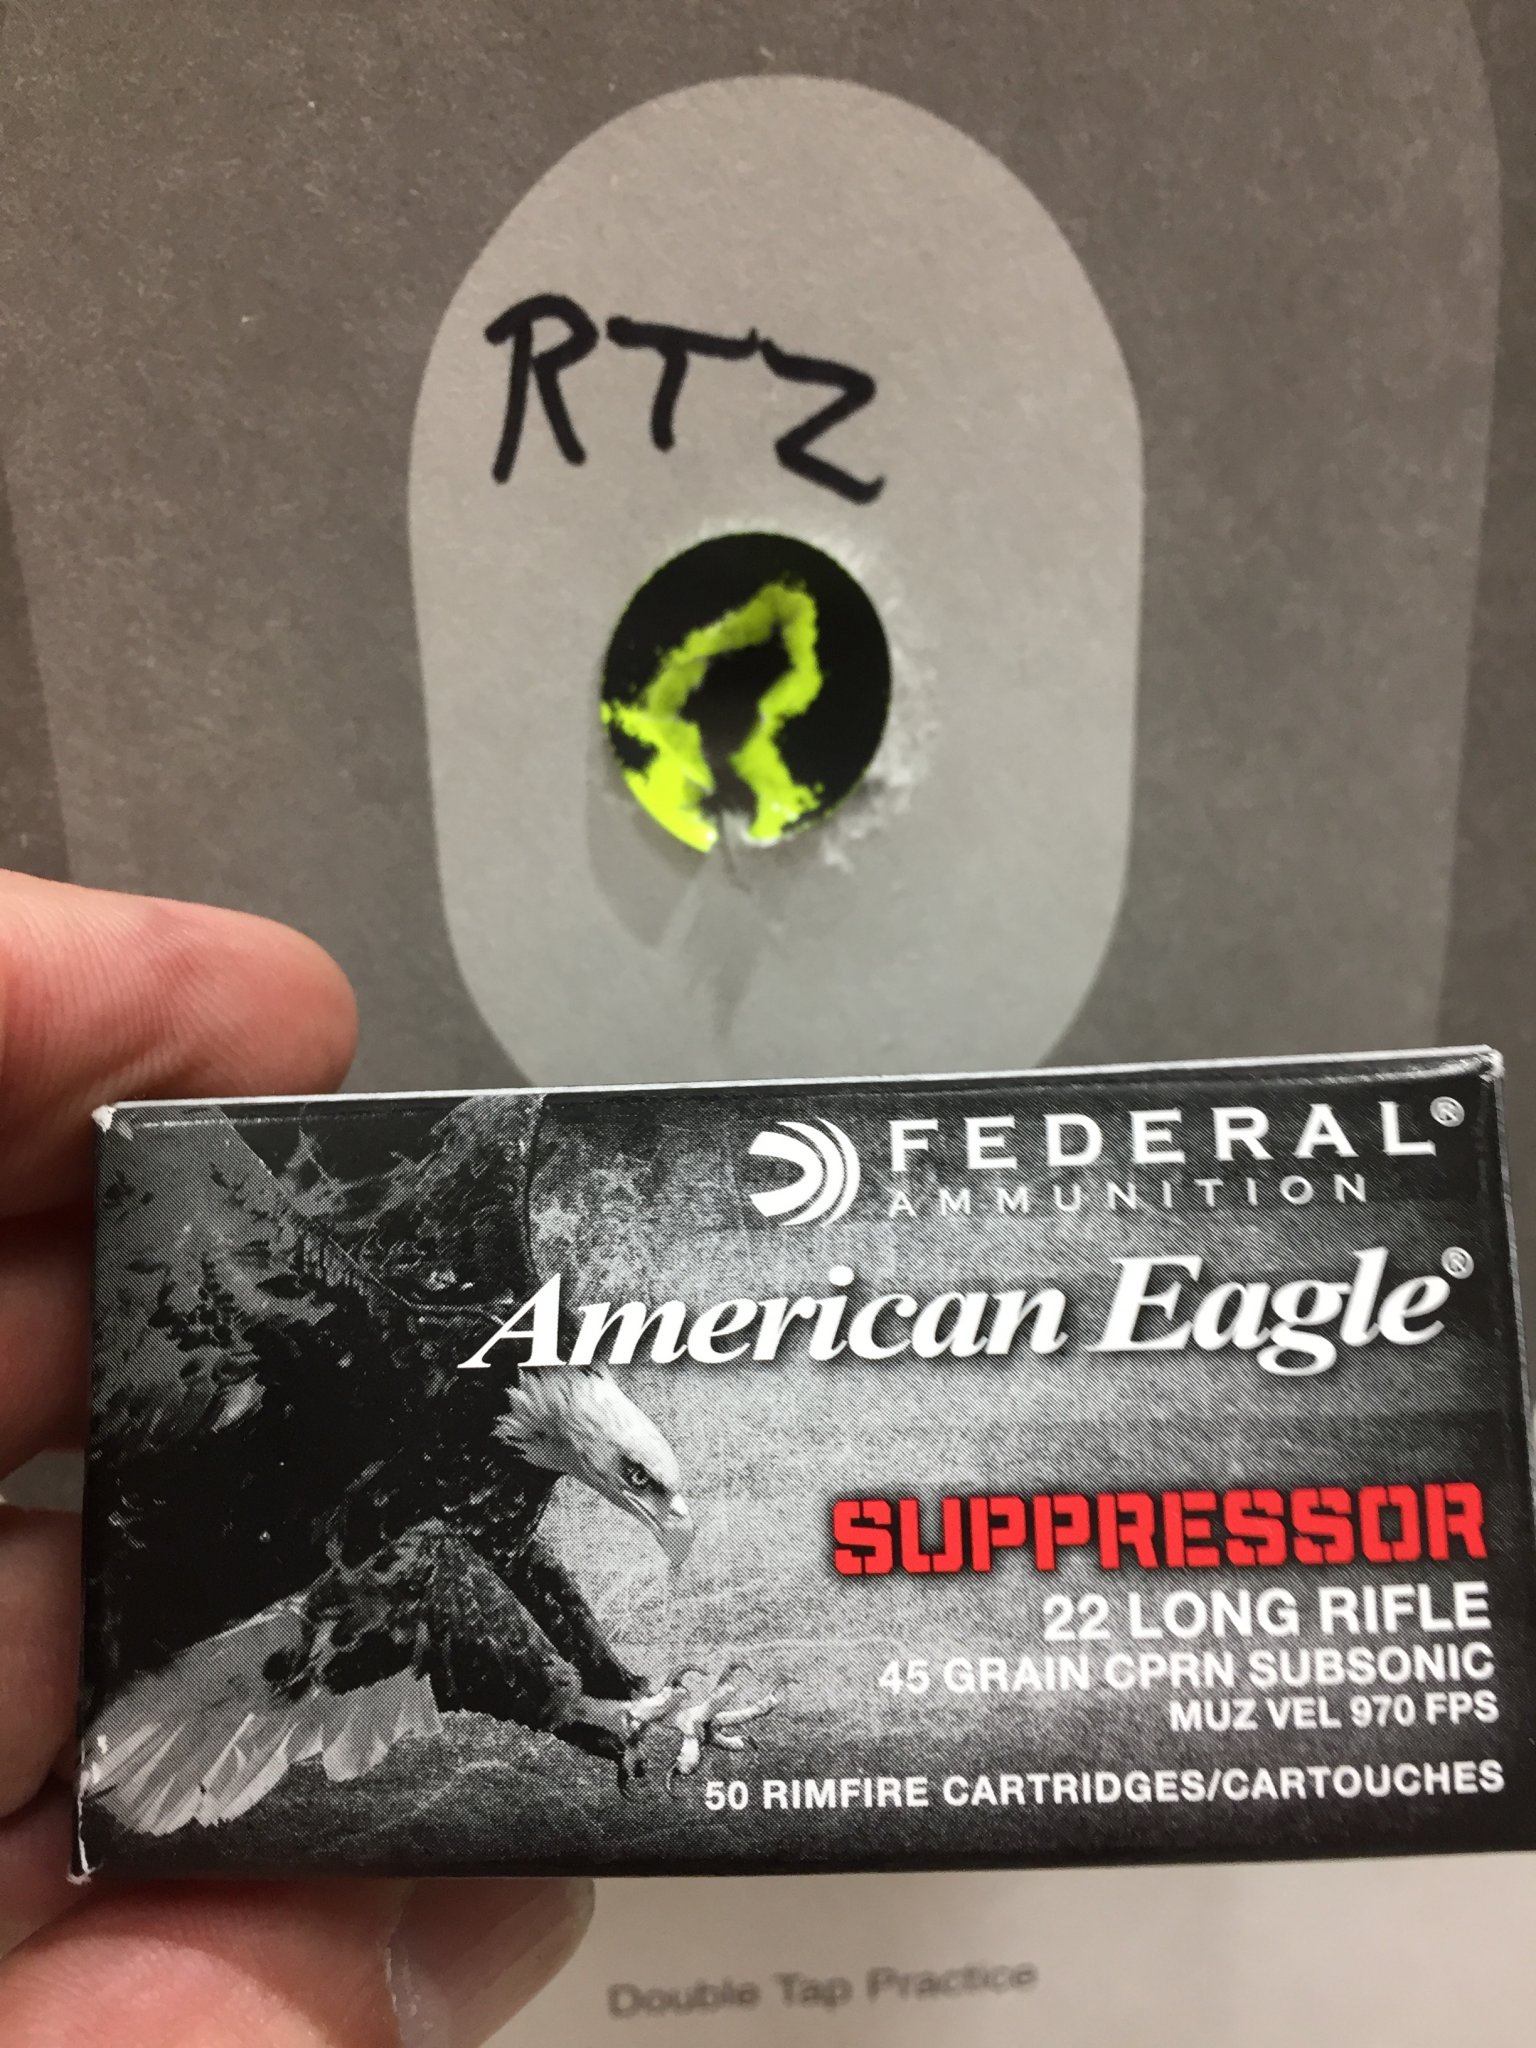 RTZ
FEDERAL®
AMMUNITION
American Eagle®
SUPPRESSOR
22 LONG RIFLE
45 GRAIN CPRN SUBSONIC
MUZ VEL 970 FPS
50 RIMFIRE CARTRIDGES/CARTOUCHES
Double Tap Practice